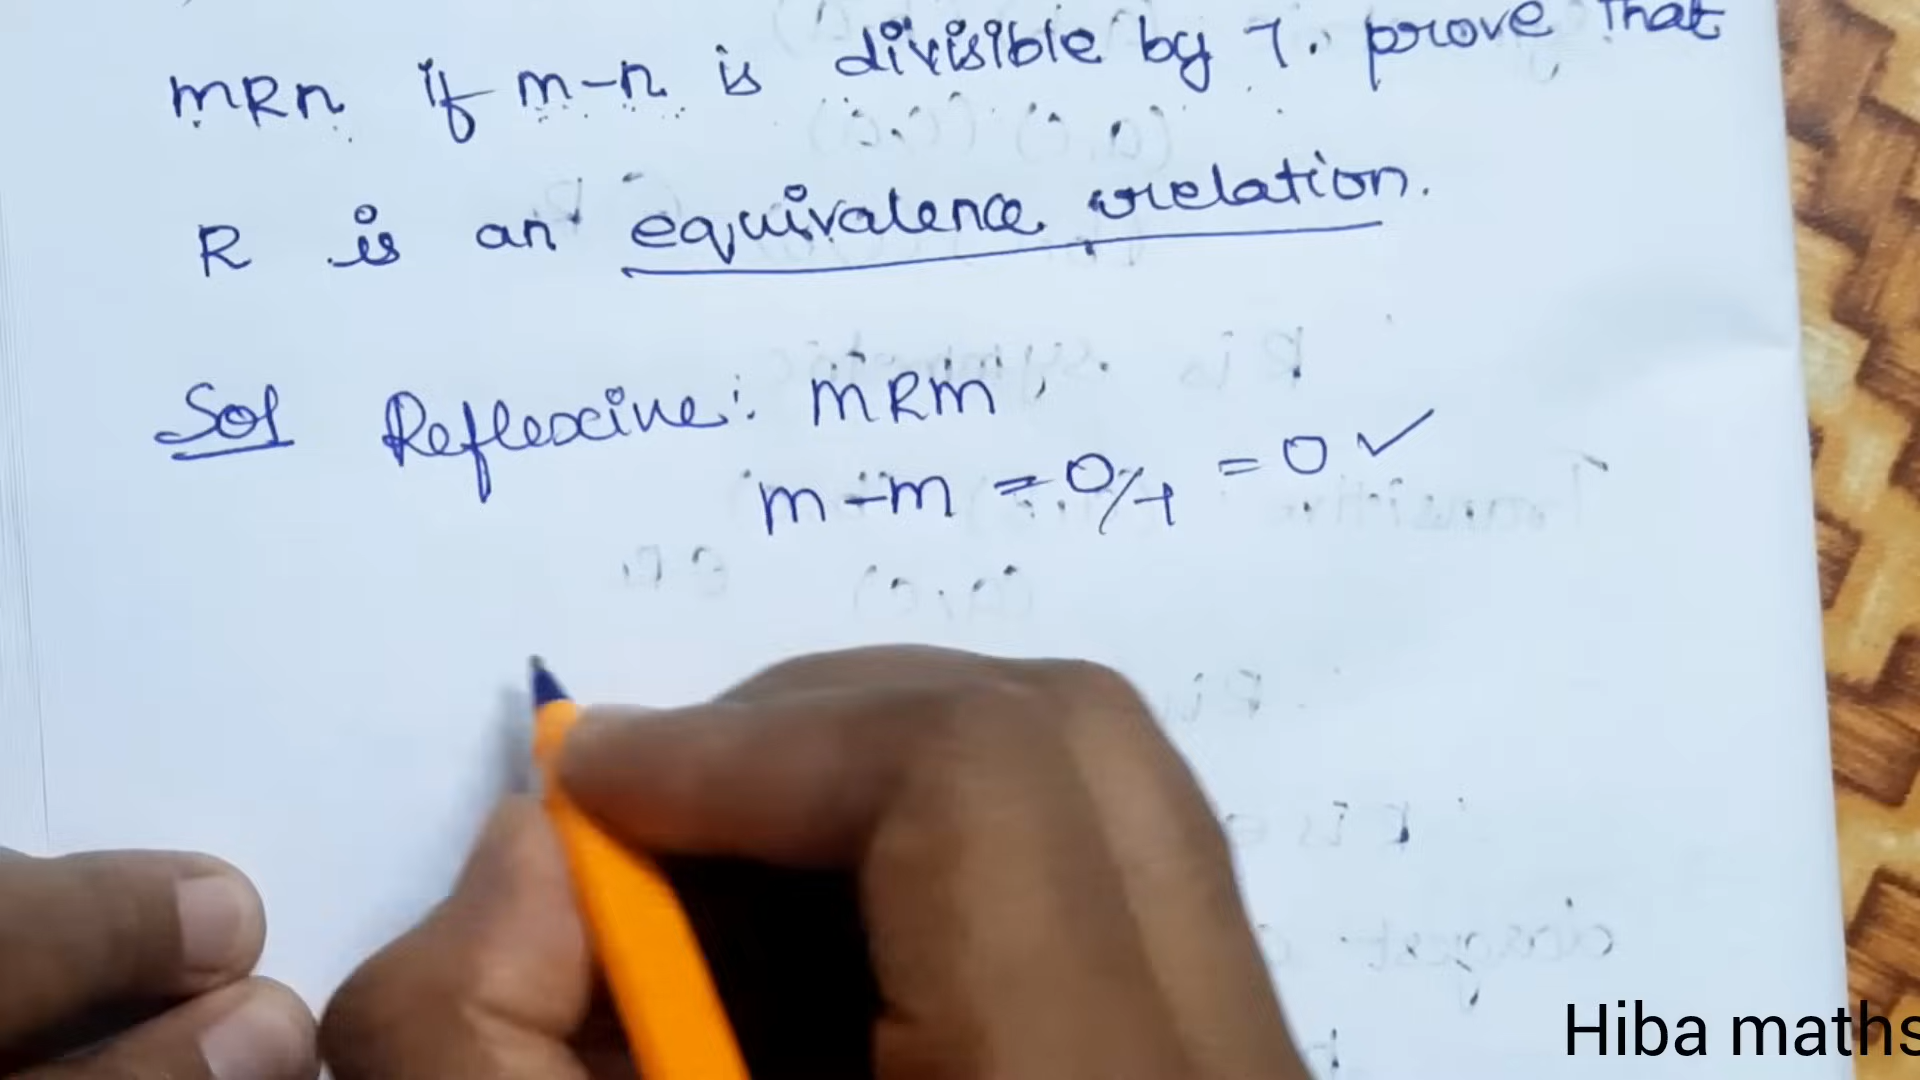 mRn if m-n is divisible by 7. prove that
R is an equivalence relation.
Sol Reflexive: mRm
m-m = 0/7 = 0 ✓
Hiba maths